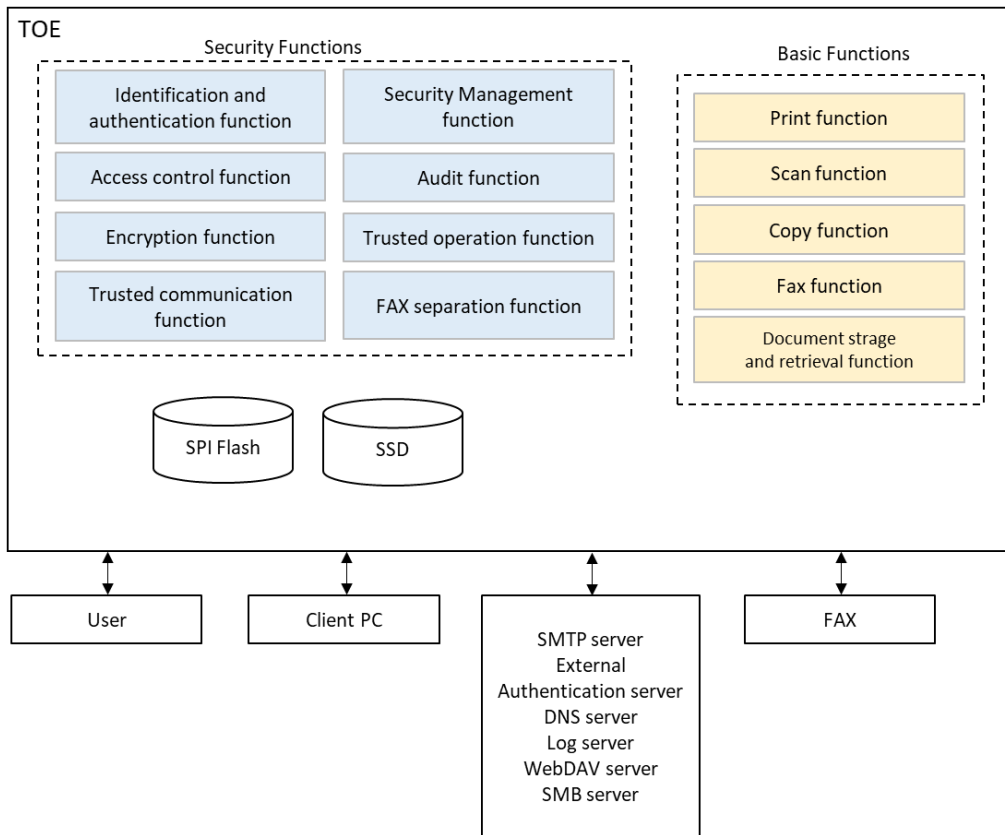 TOE
Security Functions
Identification and
authentication function
Security Management
function
Access control function
Audit function
Encryption function
Trusted operation function
Trusted communication
function
FAX separation function
Basic Functions
Print function
Scan function
Copy function
Fax function
Document strage
and retrieval function
SPI Flash
SSD
User
Client PC
SMTP server
External
Authentication server
DNS server
Log server
WebDAV server
SMB server
FAX